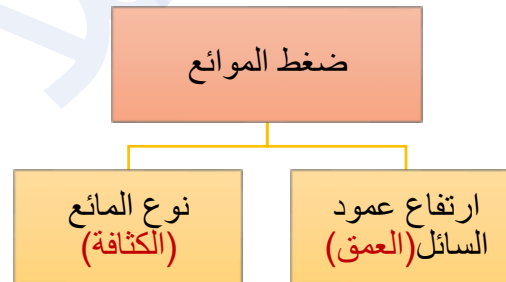 ضغط الموائع
ارتفاع عمود
السائل(العمق)
نوع المائع
(الكثافة)